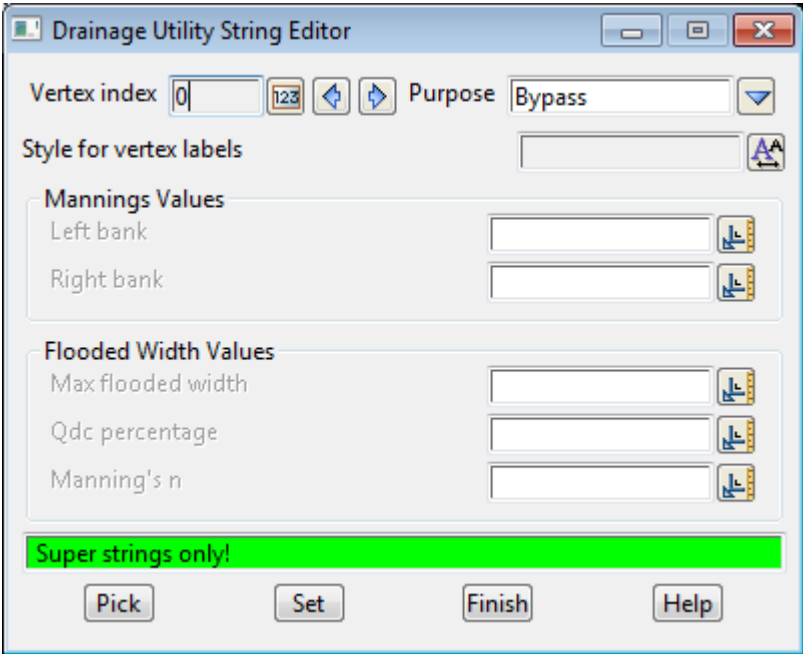 Drainage Utility String Editor
Vertex index 0 123 Purpose Bypass
Style for vertex labels
Mannings Values
Left bank
Right bank
Flooded Width Values
Max flooded width
Qdc percentage
Manning's n
Super strings only!
Pick Set Finish Help